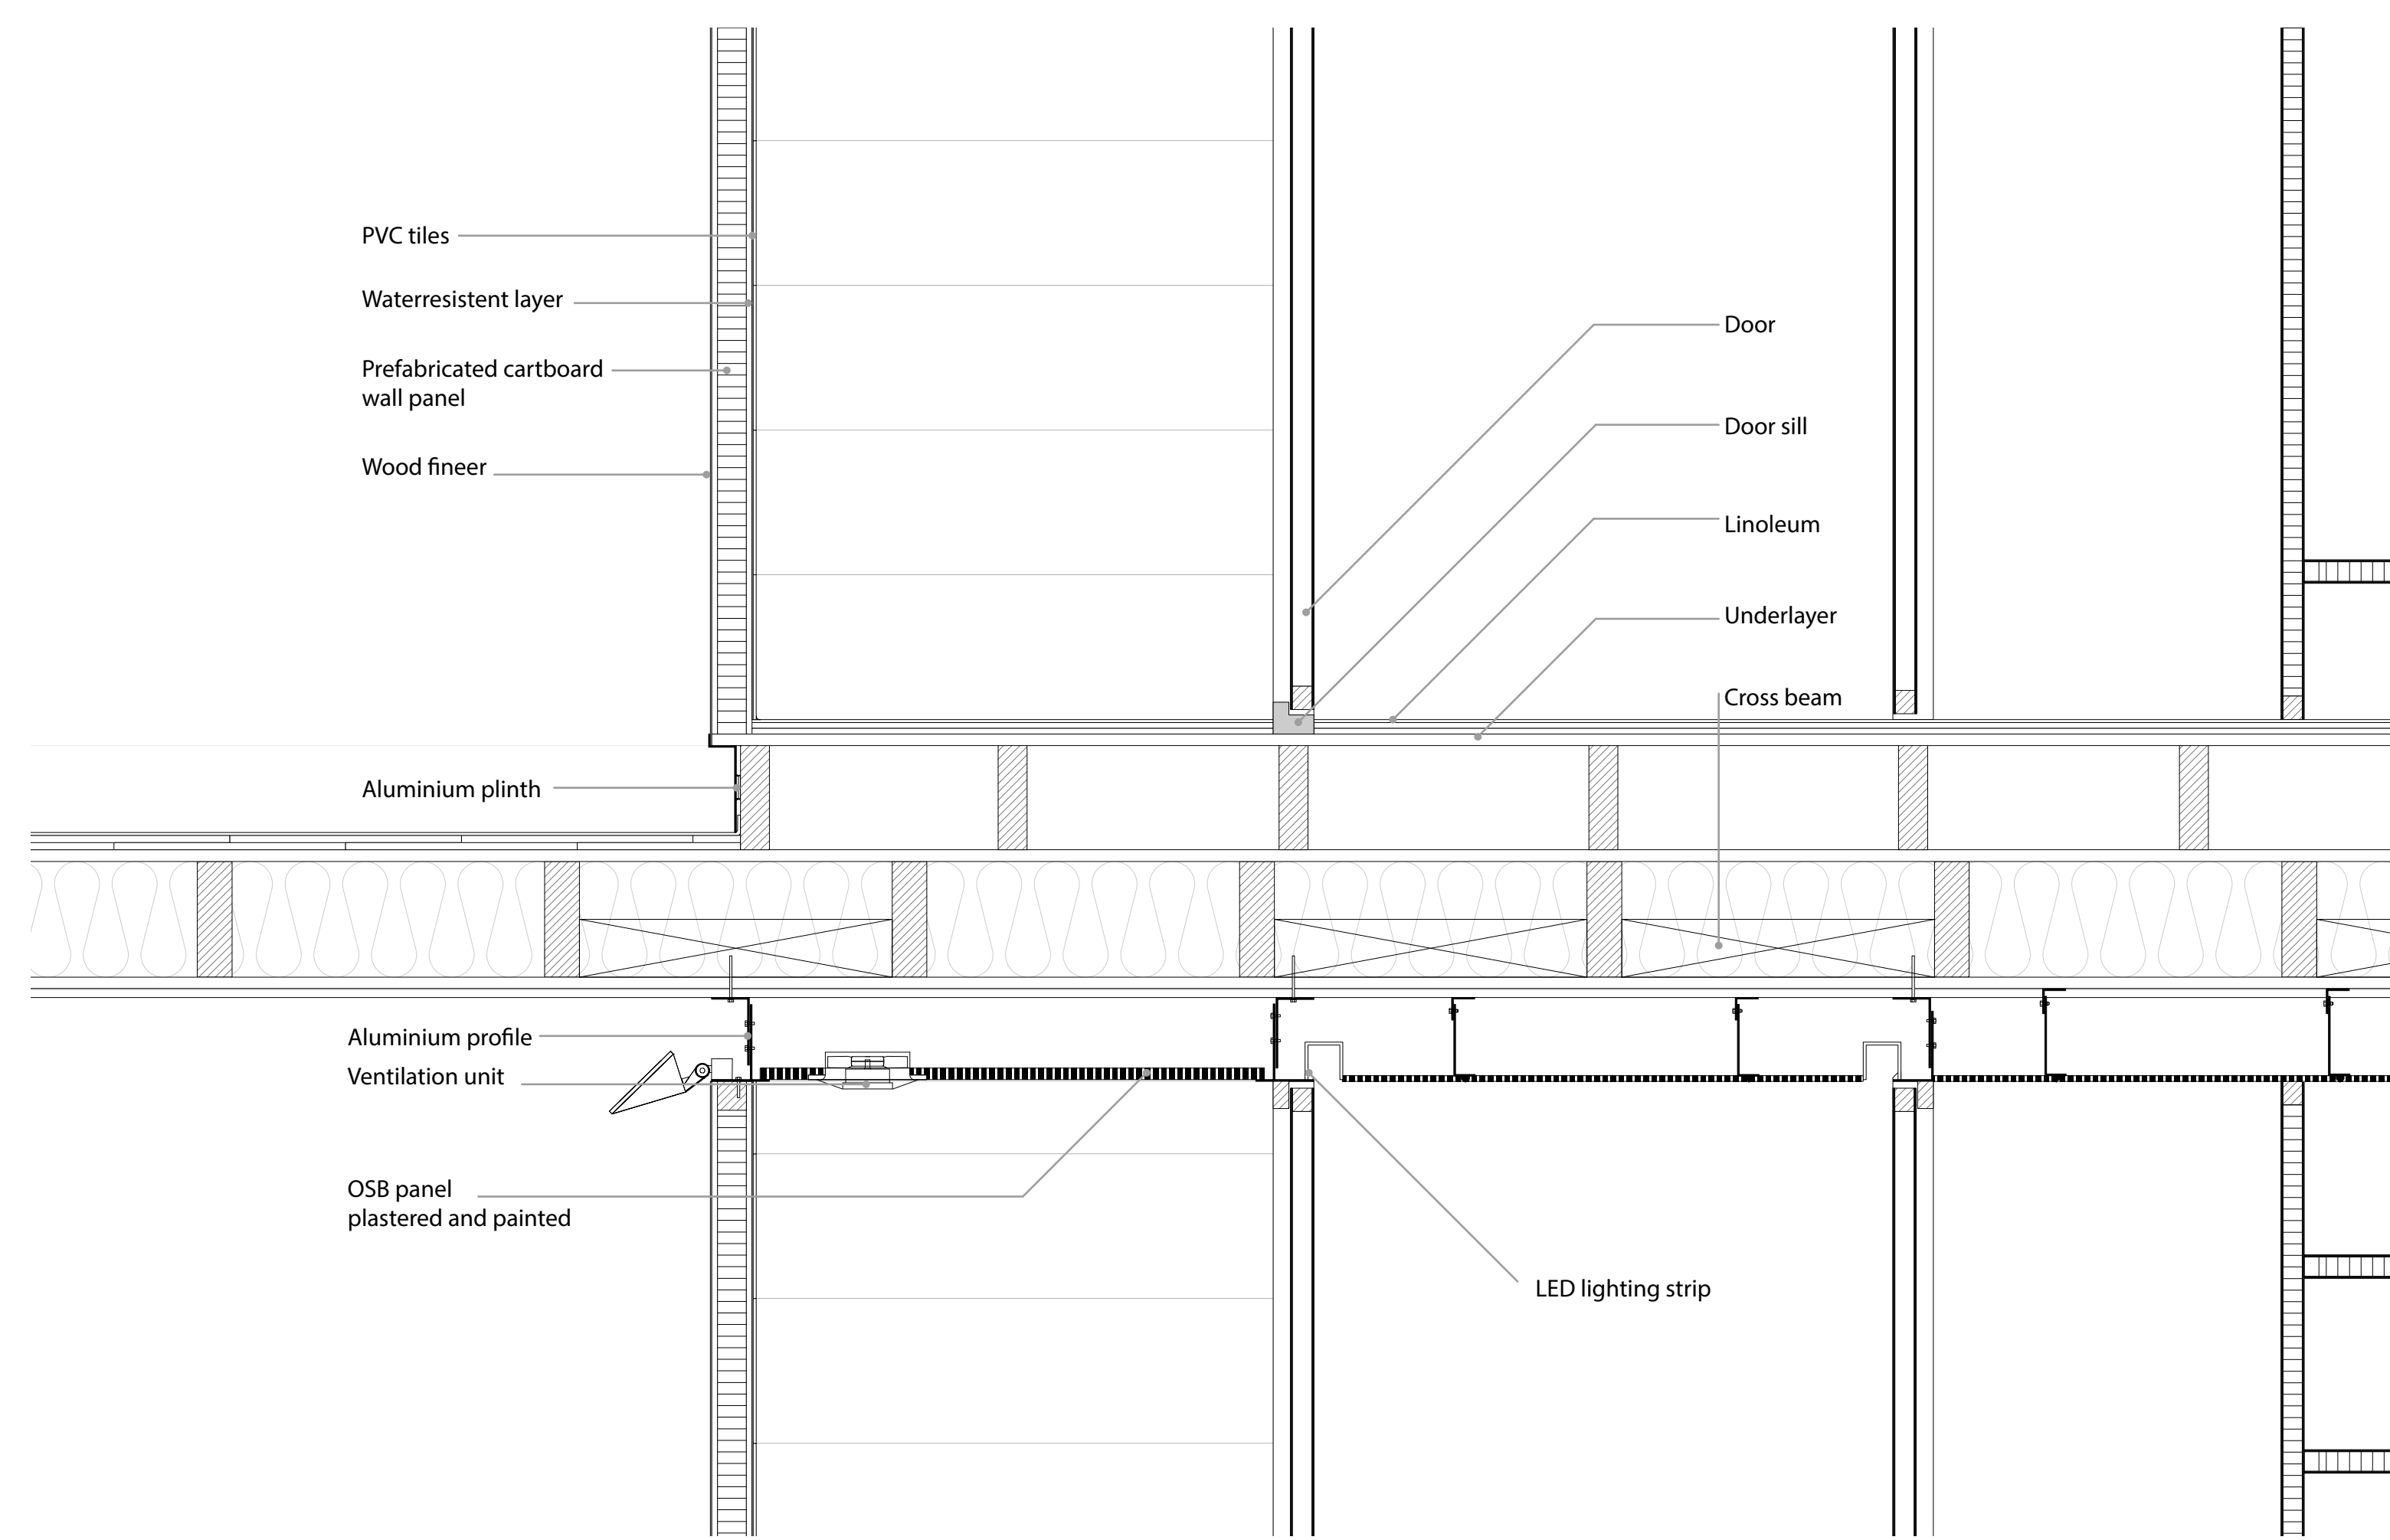 PVC tiles
Waterresistent layer
Prefabricated cartboard
wall panel
Wood fineer
Door
Door sill
Linoleum
Underlayer
Cross beam
Aluminium plinth
Aluminium profile
Ventilation unit
OSB panel
plastered and painted
LED lighting strip